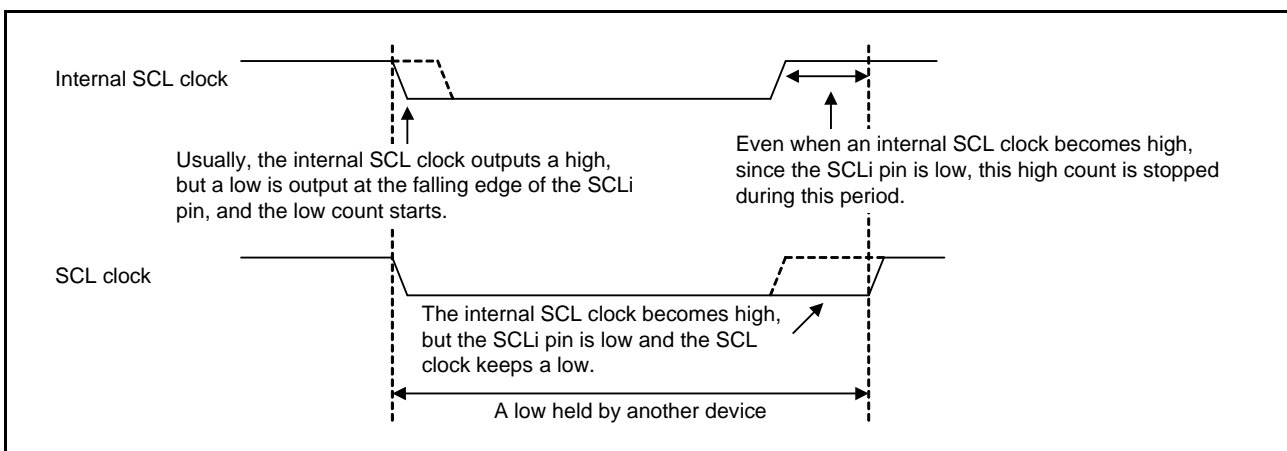 Internal SCL clock
Usually, the internal SCL clock outputs a high,
but a low is output at the falling edge of the SCLi
pin, and the low count starts.
Even when an internal SCL clock becomes high,
since the SCLi pin is low, this high count is stopped
during this period.
SCL clock
The internal SCL clock becomes high,
but the SCLi pin is low and the SCL
clock keeps a low.
A low held by another device